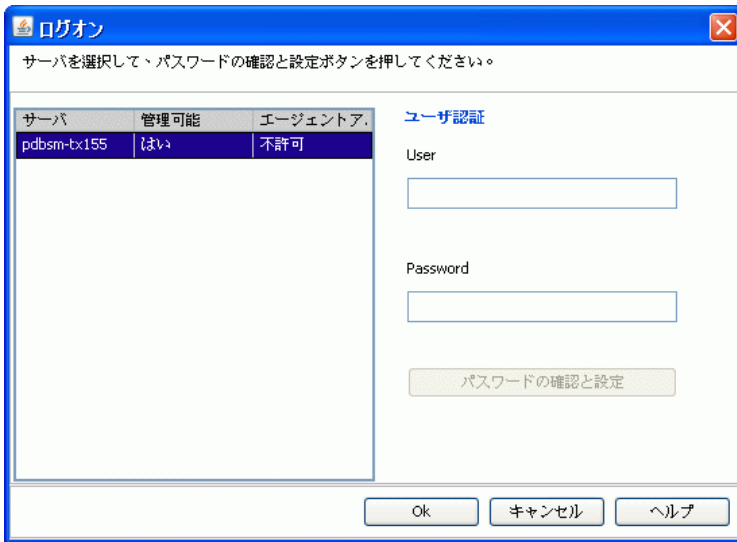 ログオン
サーバを選択して、パスワードの確認と設定ボタンを押してください。
サーバ 管理可能 エージェントア.
pdbsm-tx155 はい 不許可
ユーザ認証
User
Password
パスワードの確認と設定
Ok キャンセル ヘルプ